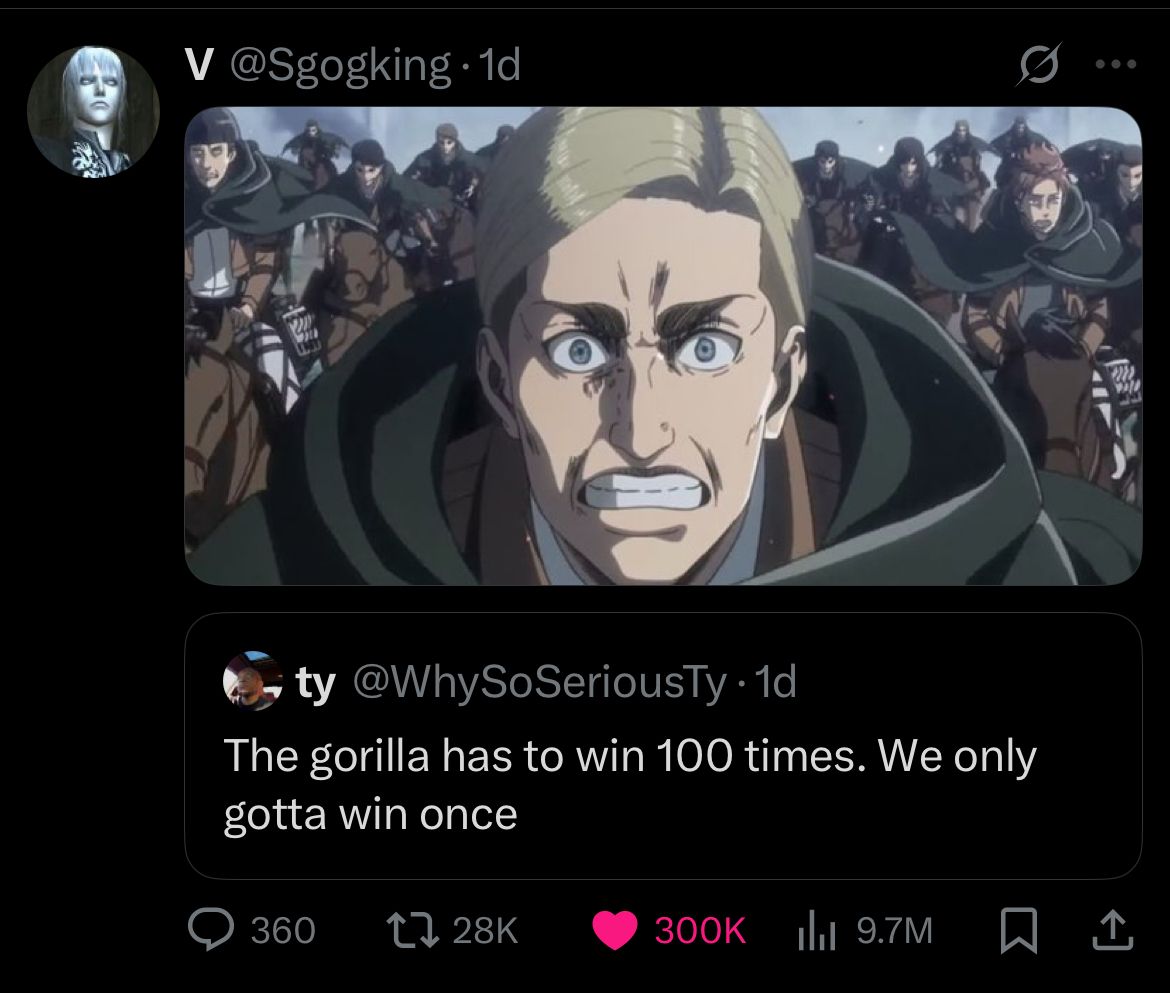 V @Sgogking · 1d
ty @WhySoSeriousTy · 1d
The gorilla has to win 100 times. We only
gotta win once
360 28K 300K 9.7M